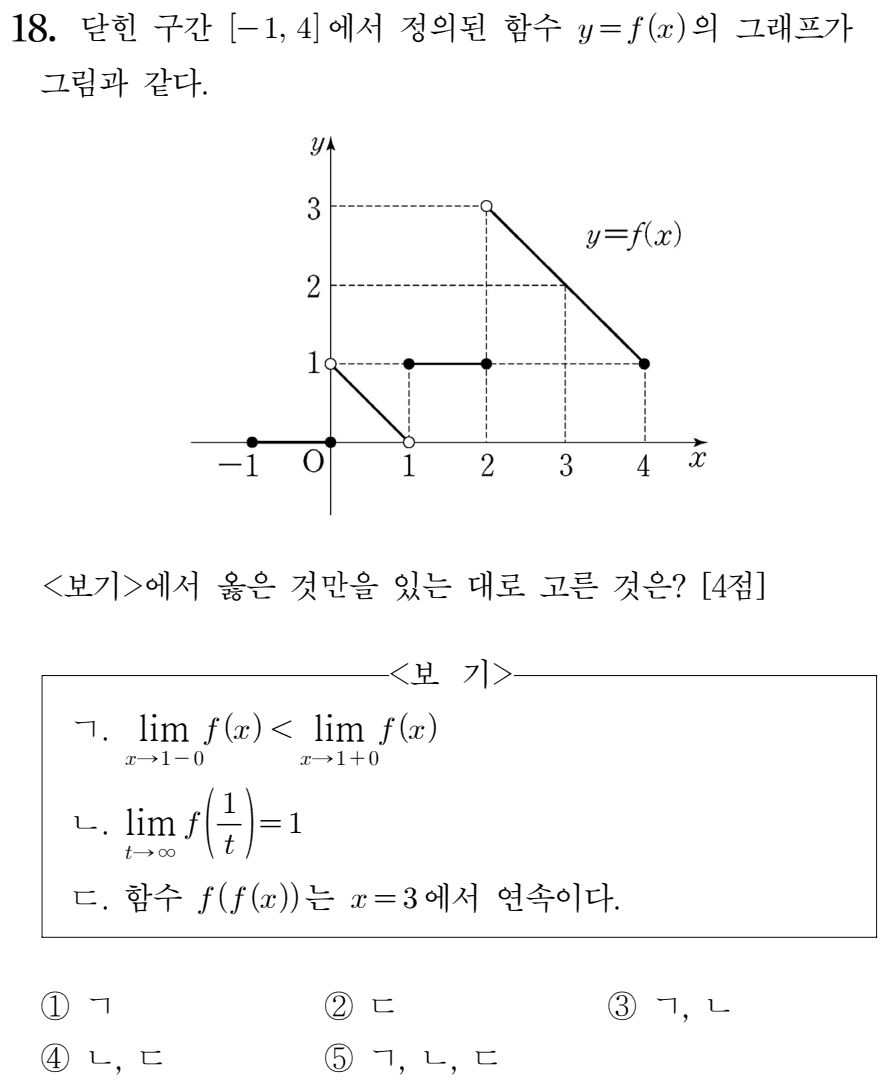 18. 닫힌 구간 [−1, 4]에서 정의된 함수 y=f(x)의 그래프가
그림과 같다.
y
3
y=f(x)
2
1
−1 O 1 2 3 4 x
<보기>에서 옳은 것만을 있는 대로 고른 것은? [4점]
<보 기>
ㄱ. lim_{x→1−0} f(x) < lim_{x→1+0} f(x)
ㄴ. lim_{t→∞} f(1/t) = 1
ㄷ. 함수 f(f(x))는 x=3에서 연속이다.
① ㄱ ② ㄷ ③ ㄱ, ㄴ
④ ㄴ, ㄷ ⑤ ㄱ, ㄴ, ㄷ